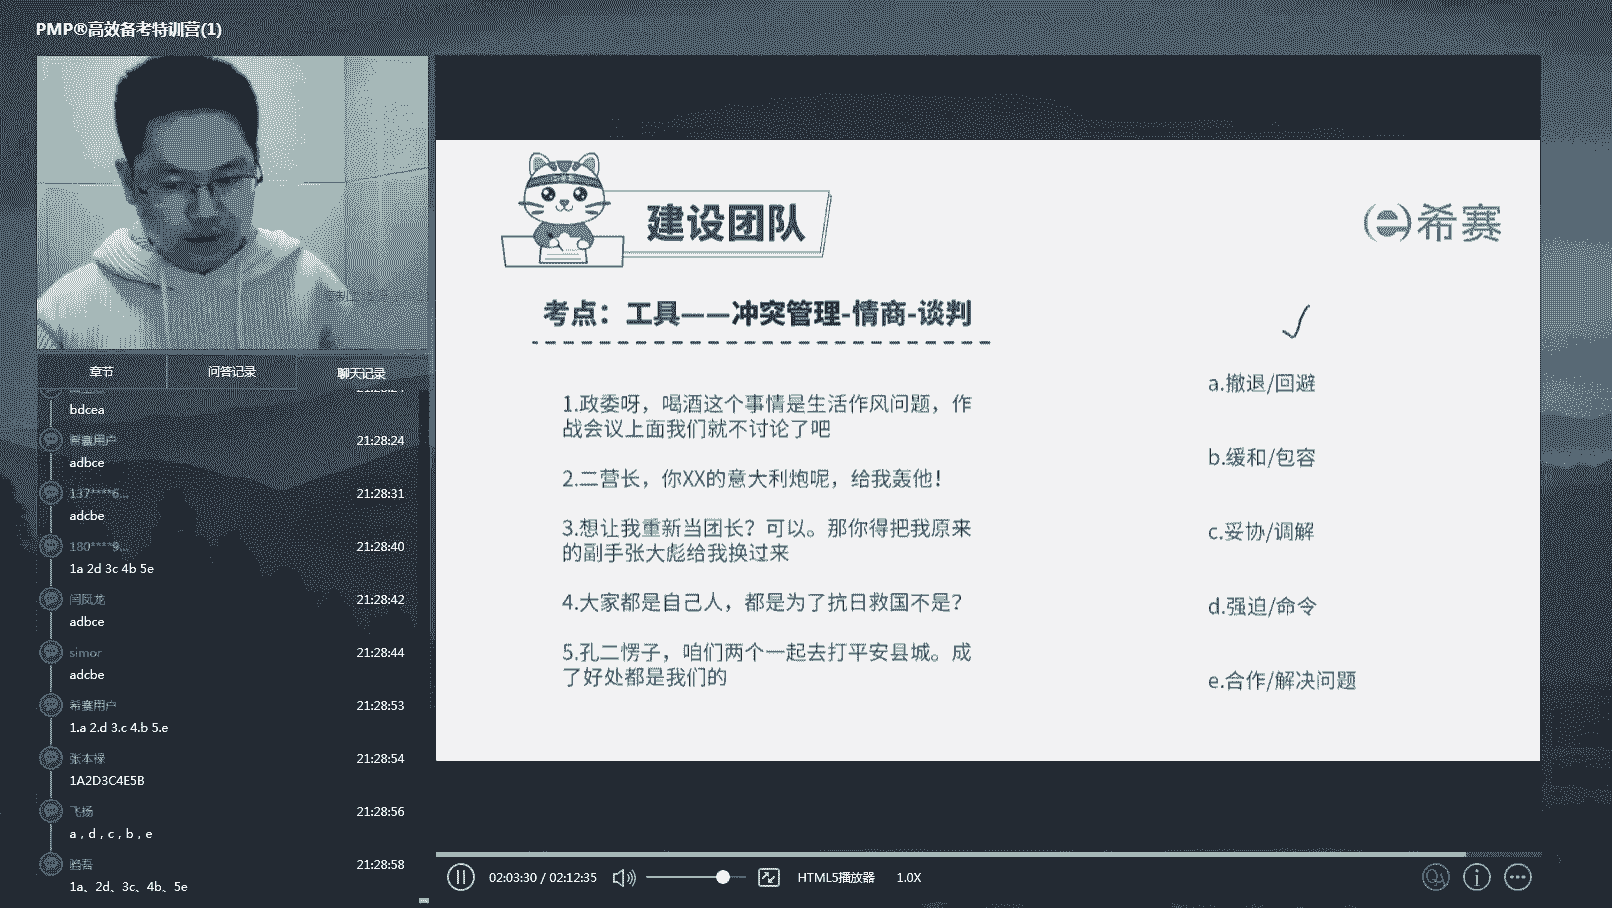 PMP®高效备考特训营(1)
章节
问答记录
聊天记录
bdcea
希赛用户
21:28:24
adbce
137****6...
21:28:31
adcbe
180****9...
21:28:40
1a 2d 3c 4b 5e
闫凤龙
21:28:42
adbce
simor
21:28:44
adcbe
希赛用户
21:28:53
1.a 2.d 3.c 4.b 5.e
张本禄
21:28:54
1A2D3C4E5B
飞扬
21:28:56
a , d , c , b , e
21:28:58
1a、2d、3c、4b、5e
建设团队
希赛
考点：工具——冲突管理-情商-谈判
1.政委呀，喝酒这个事情是生活作风问题，作
战会议上面我们就不讨论了吧
2.二营长，你XX的意大利炮呢，给我轰他！
3.想让我重新当团长？可以。那你得把我原来
的副手张大彪给我换过来
4.大家都是自己人，都是为了抗日救国不是？
5.孔二愣子，咱们两个一起去打平安县城。成
了好处都是我们的
a.撤退/回避
b.缓和/包容
c.妥协/调解
d.强迫/命令
e.合作/解决问题
02:03:30 / 02:12:35
HTML5播放器
1.0X